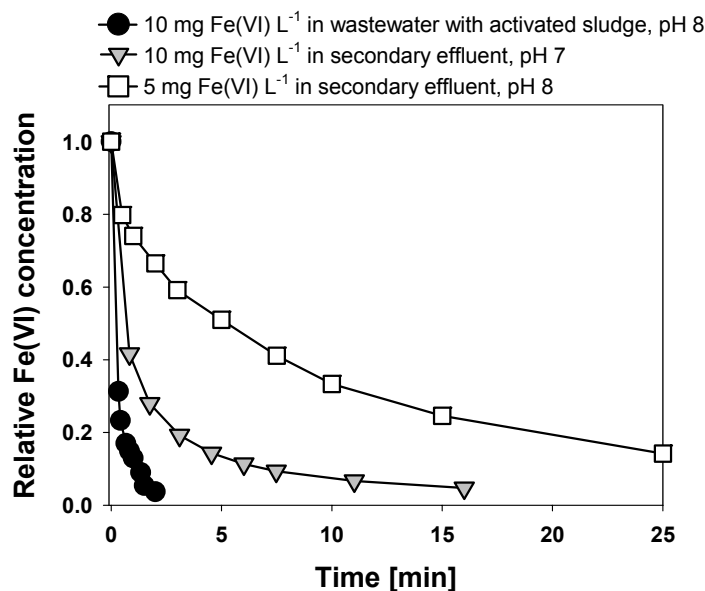 10 mg Fe(VI) L⁻¹ in wastewater with activated sludge, pH 8
10 mg Fe(VI) L⁻¹ in secondary effluent, pH 7
5 mg Fe(VI) L⁻¹ in secondary effluent, pH 8
Relative Fe(VI) concentration
1.0
0.8
0.6
0.4
0.2
0.0
0 5 10 15 20 25
Time [min]